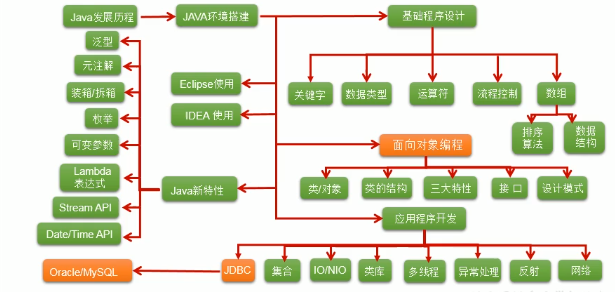 Java发展历程
JAVA环境搭建
基础程序设计
泛型
元注解
装箱/拆箱
枚举
可变参数
Lambda
表达式
Stream API
Date/Time API
Eclipse使用
IDEA 使用
Java新特性
关键字
数据类型
运算符
流程控制
数组
排序
算法
数据
结构
面向对象编程
类/对象
类的结构
三大特性
接口
设计模式
应用程序开发
Oracle/MySQL
JDBC
集合
IO/NIO
类库
多线程
异常处理
反射
网络